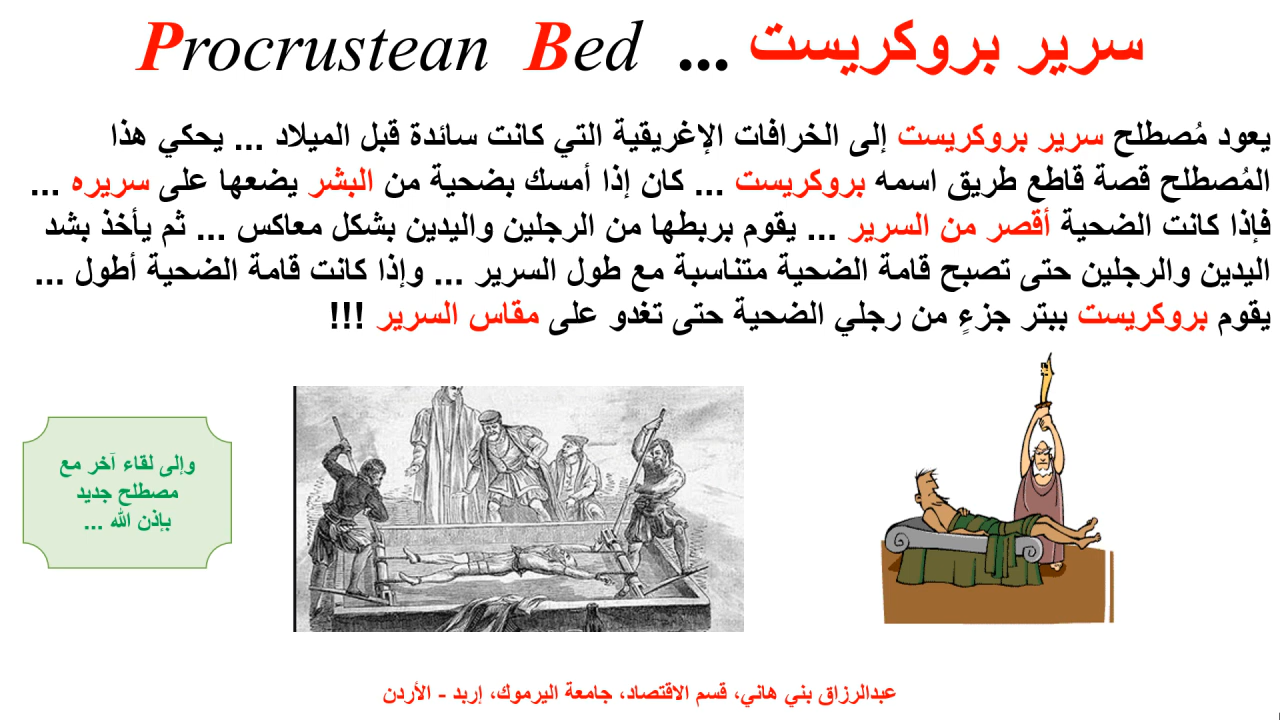 سرير بروكريست ... Procrustean Bed
يعود مُصطلح سرير بروكريست إلى الخرافات الإغريقية التي كانت سائدة قبل الميلاد ... يحكي هذا
المُصطلح قصة قاطع طريق اسمه بروكريست ... كان إذا أمسك بضحية من البشر يضعها على سريره ...
فإذا كانت الضحية أقصر من السرير ... يقوم بربطها من الرجلين واليدين بشكل معاكس ... ثم يأخذ بشد
اليدين والرجلين حتى تصبح قامة الضحية متناسبة مع طول السرير ... وإذا كانت قامة الضحية أطول ...
يقوم بروكريست ببتر جزءٍ من رجلي الضحية حتى تغدو على مقاس السرير !!!
وإلى لقاء آخر مع
مصطلح جديد
بإذن الله ...
عبدالرزاق بني هاني، قسم الاقتصاد، جامعة اليرموك، إربد - الأردن